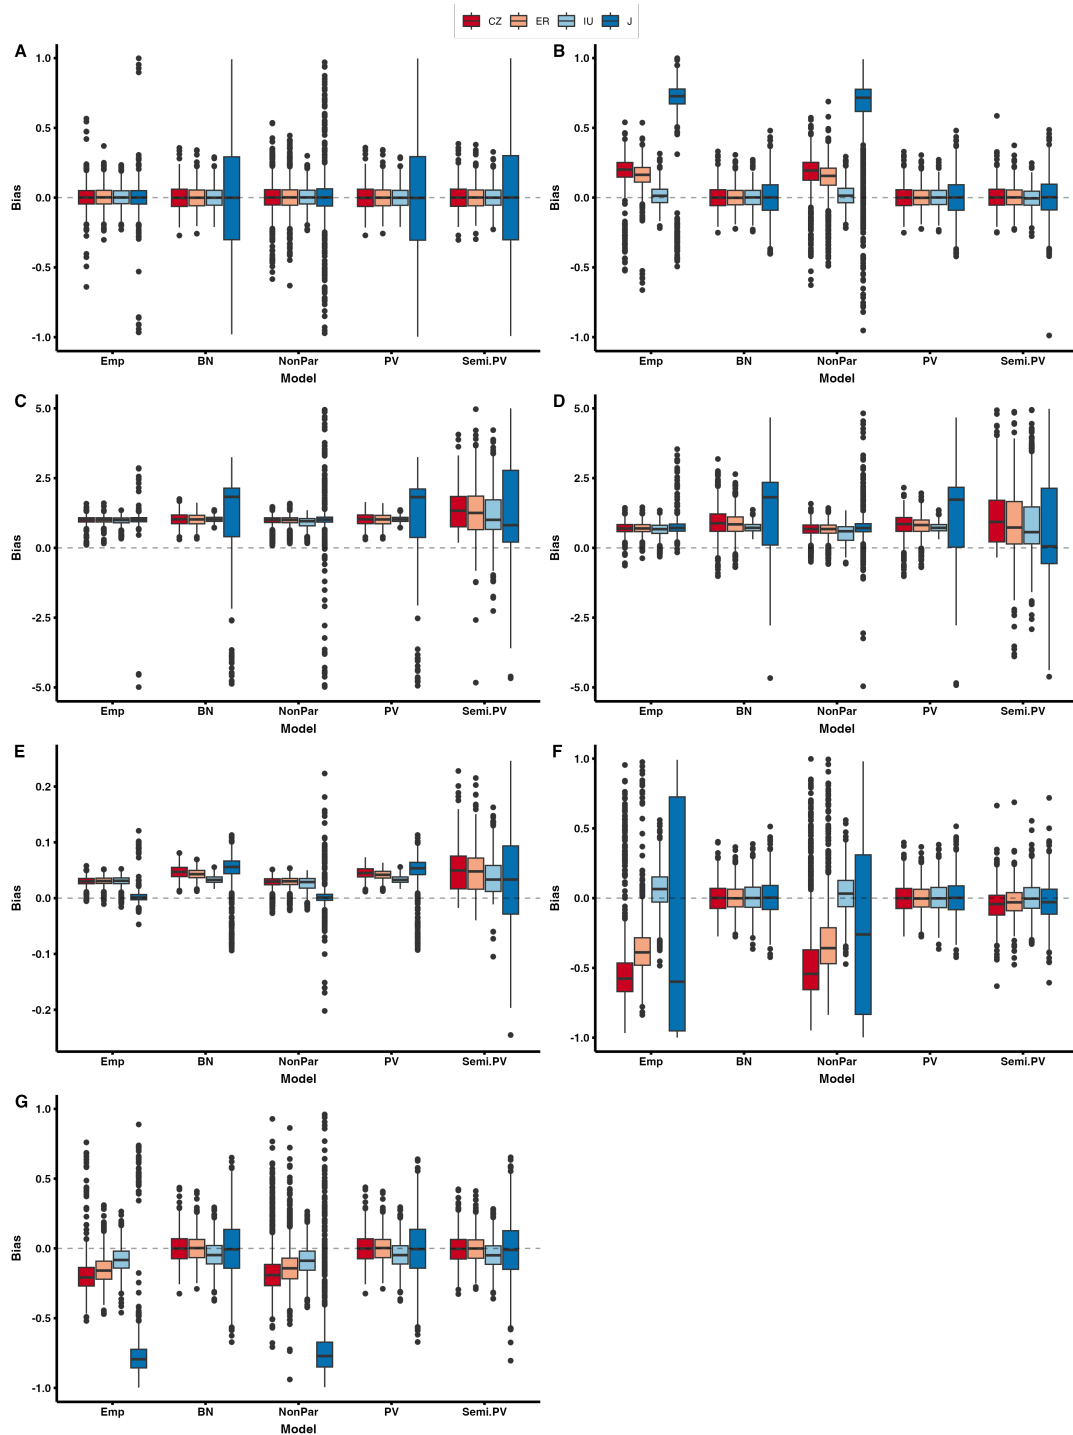 CZ ER IU J
A
1.0
0.5
0.0
-0.5
-1.0
Bias
Emp BN NonPar PV Semi.PV
Model
B
1.0
0.5
0.0
-0.5
-1.0
Bias
Emp BN NonPar PV Semi.PV
Model
C
5.0
2.5
0.0
-2.5
-5.0
Bias
Emp BN NonPar PV Semi.PV
Model
D
5.0
2.5
0.0
-2.5
-5.0
Bias
Emp BN NonPar PV Semi.PV
Model
E
0.2
0.1
0.0
-0.1
-0.2
Bias
Emp BN NonPar PV Semi.PV
Model
F
1.0
0.5
0.0
-0.5
-1.0
Bias
Emp BN NonPar PV Semi.PV
Model
G
1.0
0.5
0.0
-0.5
-1.0
Bias
Emp BN NonPar PV Semi.PV
Model